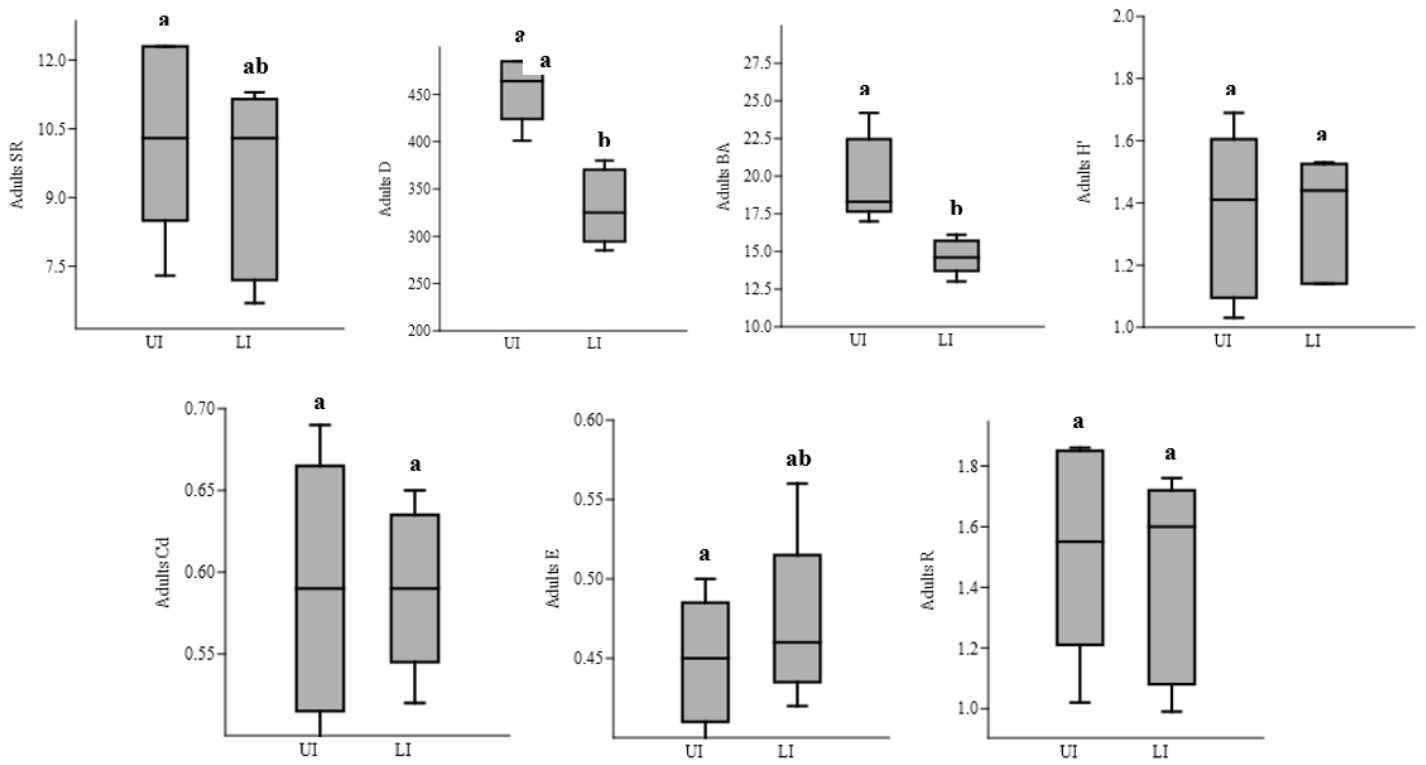 Adults SR
12.0
10.5
9.0
7.5
a
ab
UI
LI
Adults D
450
400
350
300
250
200
a
a
b
UI
LI
Adults BA
27.5
25.0
22.5
20.0
17.5
15.0
12.5
10.0
a
b
UI
LI
Adults H'
2.0
1.8
1.6
1.4
1.2
1.0
a
a
UI
LI
Adults Cd
0.70
0.65
0.60
0.55
a
a
UI
LI
Adults E
0.60
0.55
0.50
0.45
a
ab
UI
LI
Adults R
1.8
1.6
1.4
1.2
1.0
a
a
UI
LI